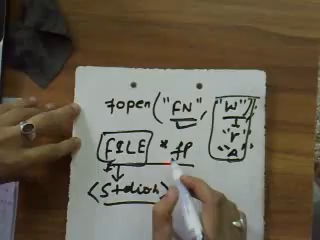 fopen("FN", "W"
"r"
"a"
FILE * fp
<Stdio.h>